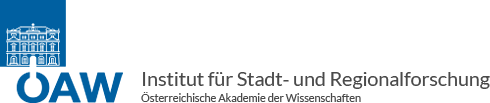 ÖAW
Institut für Stadt- und Regionalforschung
Österreichische Akademie der Wissenschaften